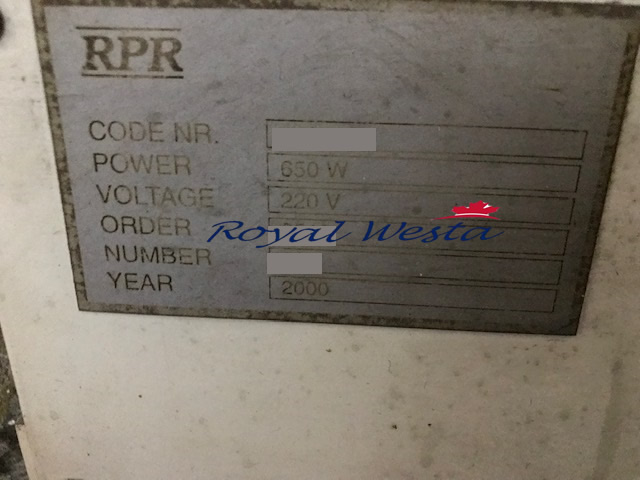 RPR
CODE NR.
POWER 650 W
VOLTAGE 220 V
ORDER
Royal Westa
NUMBER
YEAR 2000